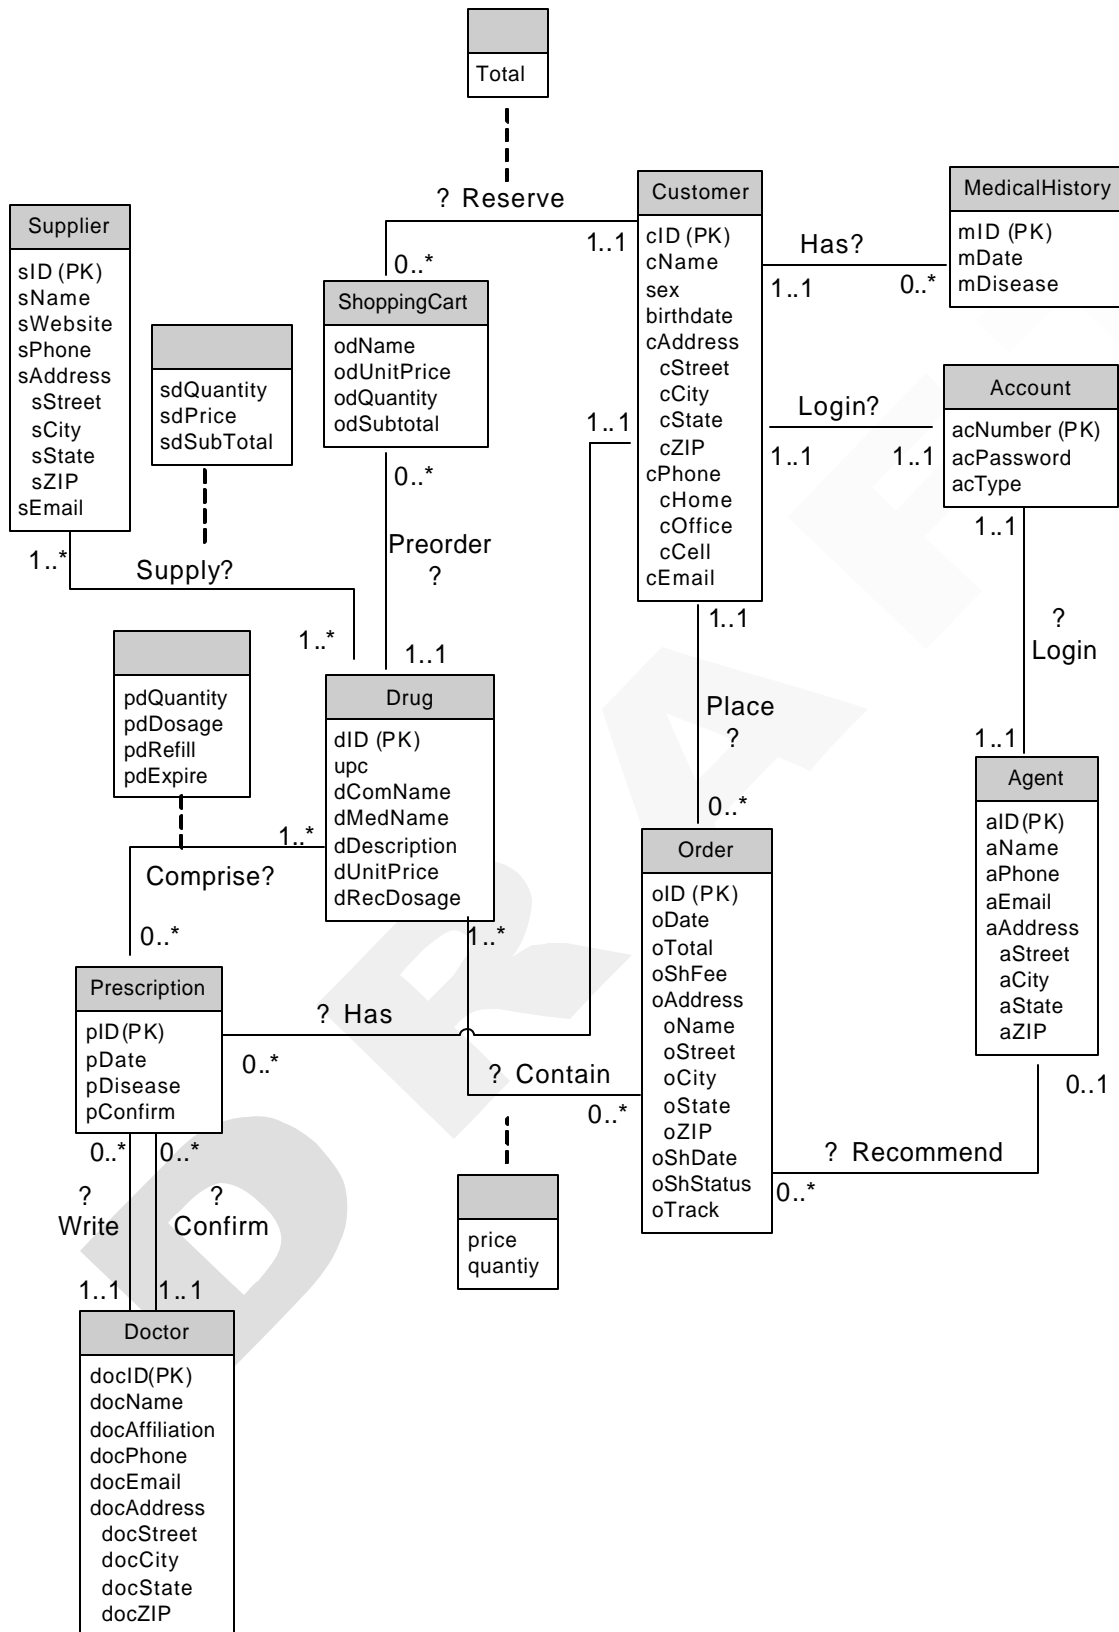 Total
? Reserve
1..1
0..*
Customer
cID (PK)
cName
sex
birthdate
cAddress
cStreet
cCity
cState
cZIP
cPhone
cHome
cOffice
cCell
cEmail
Has?
1..1
0..*
MedicalHistory
mID (PK)
mDate
mDisease
Supplier
sID (PK)
sName
sWebsite
sPhone
sAddress
sStreet
sCity
sState
sZIP
sEmail
sdQuantity
sdPrice
sdSubTotal
ShoppingCart
odName
odUnitPrice
odQuantity
odSubtotal
1..1
Login?
1..1
1..1
Account
acNumber (PK)
acPassword
acType
0..*
Preorder
?
1..1
1..*
Supply?
1..*
1..1
?
Login
1..1
1..1
Place
?
0..*
pdQuantity
pdDosage
pdRefill
pdExpire
Drug
dID (PK)
upc
dComName
dMedName
dDescription
dUnitPrice
dRecDosage
1..*
Comprise?
0..*
1..*
Order
oID (PK)
oDate
oTotal
oShFee
oAddress
oName
oStreet
oCity
oState
oZIP
oShDate
oShStatus
oTrack
Agent
aID(PK)
aName
aPhone
aEmail
aAddress
aStreet
aCity
aState
aZIP
0..1
? Recommend
0..*
Prescription
pID(PK)
pDate
pDisease
pConfirm
? Has
0..*
? Contain
0..*
price
quantiy
0..*
0..*
?
Write
?
Confirm
1..1
1..1
Doctor
docID(PK)
docName
docAffiliation
docPhone
docEmail
docAddress
docStreet
docCity
docState
docZIP
DRAFT